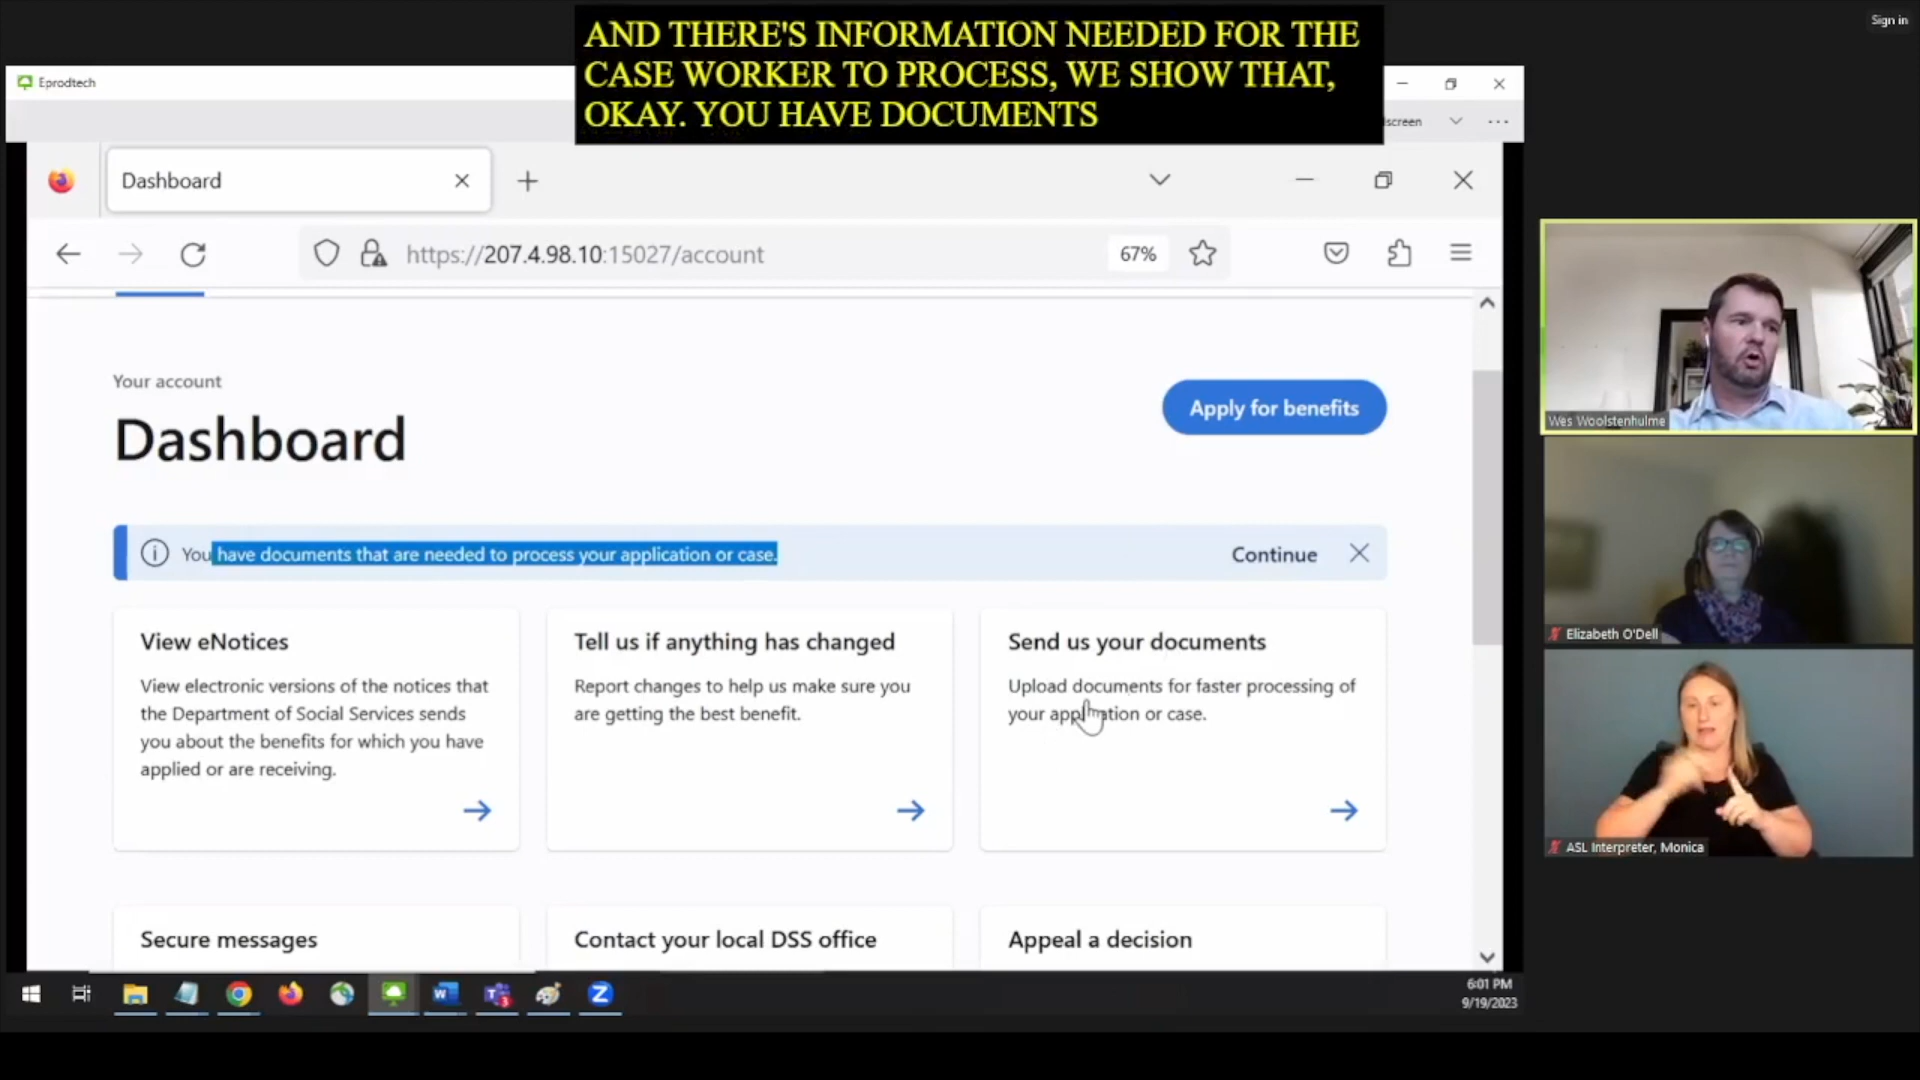 AND THERE'S INFORMATION NEEDED FOR THE
CASE WORKER TO PROCESS, WE SHOW THAT,
OKAY. YOU HAVE DOCUMENTS
Sign in
Eprodtech
Dashboard
https://207.4.98.10:15027/account
67%
Your account
Dashboard
Apply for benefits
You have documents that are needed to process your application or case.
Continue
View eNotices
View electronic versions of the notices that
the Department of Social Services sends
you about the benefits for which you have
applied or are receiving.
Tell us if anything has changed
Report changes to help us make sure you
are getting the best benefit.
Send us your documents
Upload documents for faster processing of
your application or case.
Secure messages
Contact your local DSS office
Appeal a decision
Wes Woolstenhulme
Elizabeth O'Dell
ASL Interpreter, Monica
6:01 PM
9/19/2023